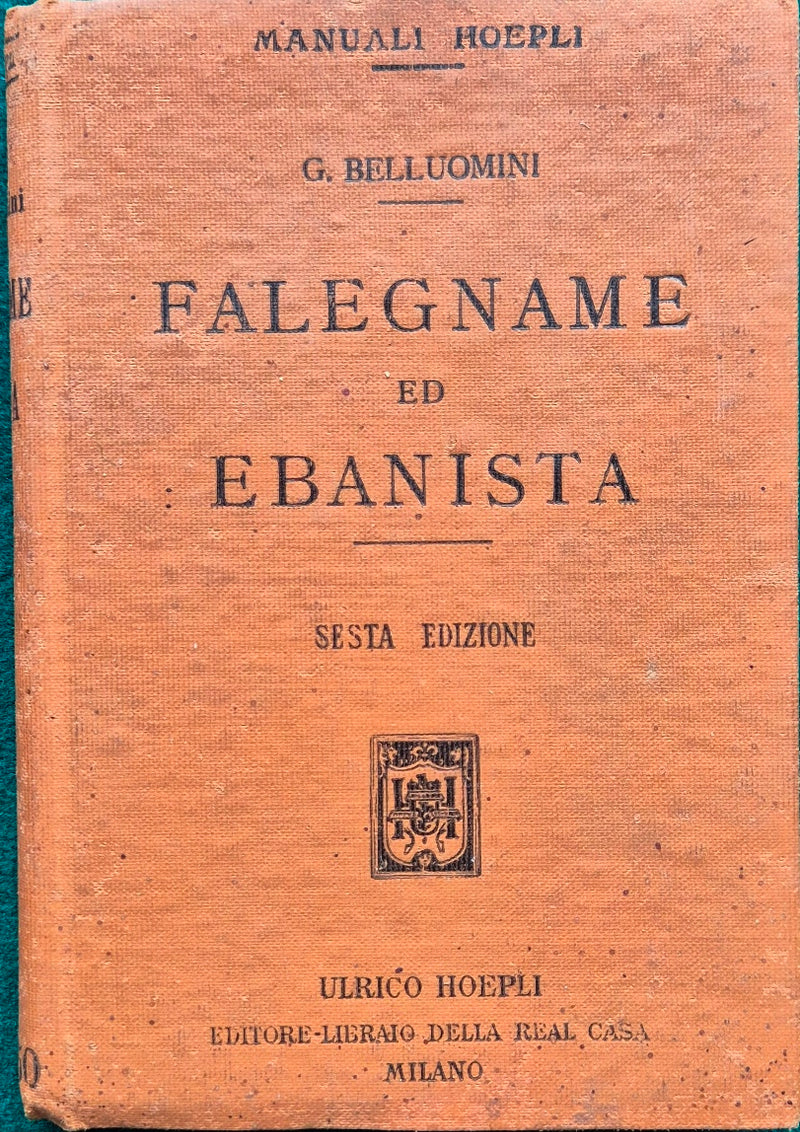 MANUALI HOEPLI
G. BELLUOMINI
FALEGNAME
ED
EBANISTA
SESTA EDIZIONE
ULRICO HOEPLI
EDITORE-LIBRAIO DELLA REAL CASA
MILANO